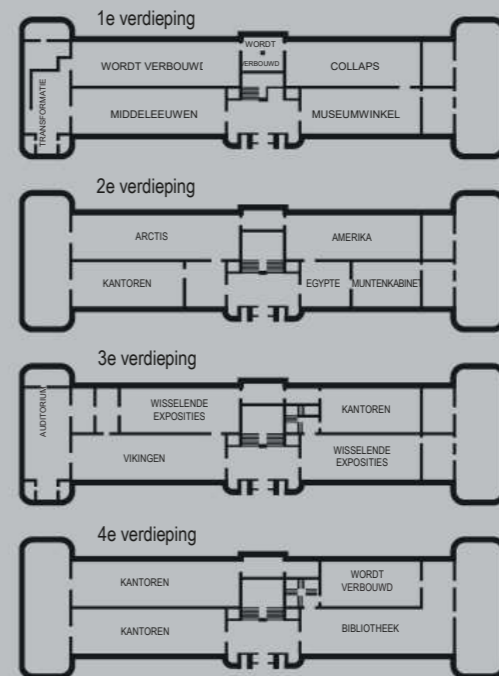 1e verdieping
WORDT
VERBOUWD
WORDT VERBOUWD
COLLAPS
TRANSFORMATIE
MIDDELEEUWEN
MUSEUMWINKEL
2e verdieping
ARCTIS
AMERIKA
KANTOREN
EGYPTE
MUNTENKABINET
3e verdieping
AUDITORIUM
WISSELENDE
EXPOSITIES
KANTOREN
VIKINGEN
WISSELENDE
EXPOSITIES
4e verdieping
KANTOREN
WORDT
VERBOUWD
KANTOREN
BIBLIOTHEEK